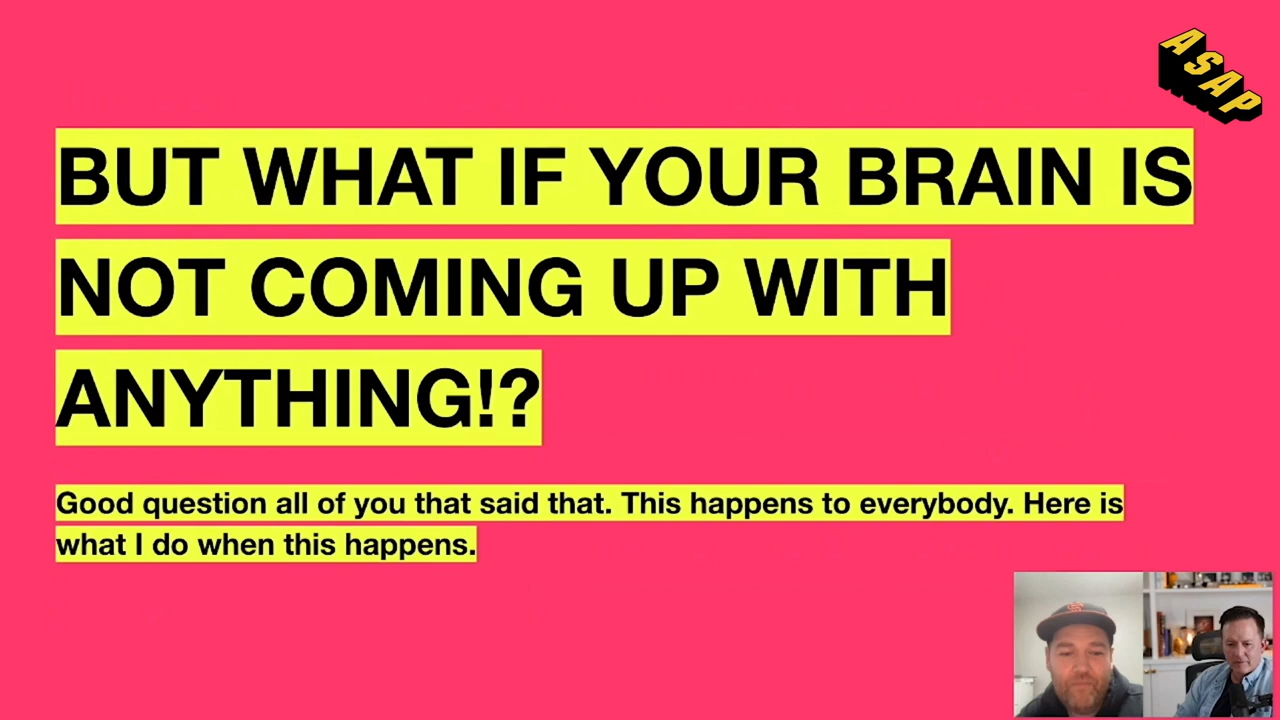 ASAP
BUT WHAT IF YOUR BRAIN IS
NOT COMING UP WITH
ANYTHING!?
Good question all of you that said that. This happens to everybody. Here is
what I do when this happens.